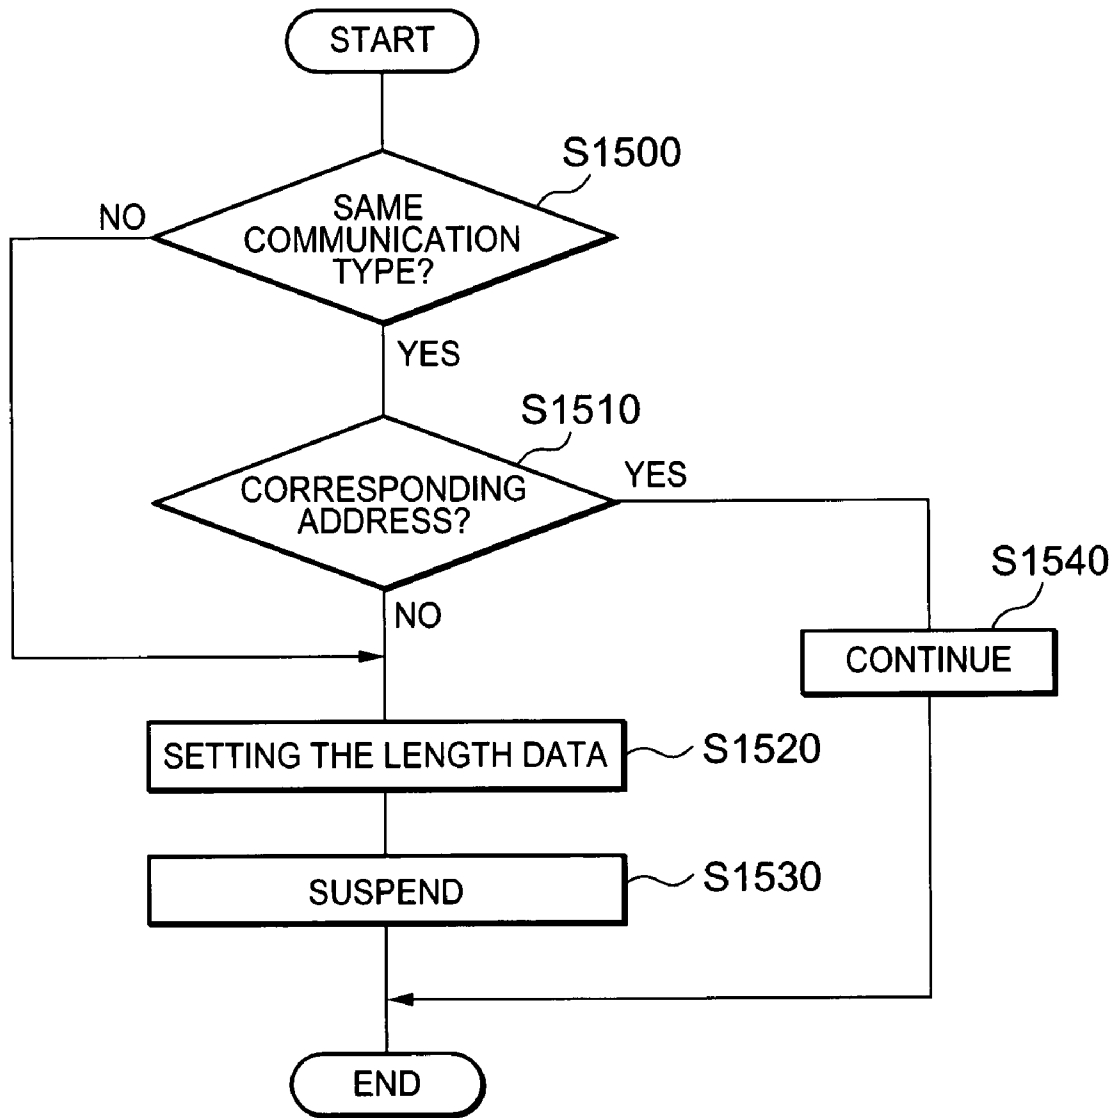 START
S1500
NO
SAME
COMMUNICATION
TYPE?
YES
S1510
YES
CORRESPONDING
ADDRESS?
S1540
NO
CONTINUE
SETTING THE LENGTH DATA
S1520
SUSPEND
S1530
END